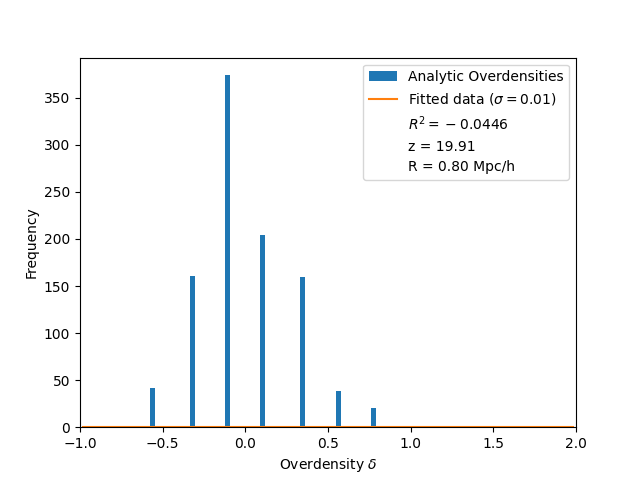 Analytic Overdensities
Fitted data (σ = 0.01)
R² = −0.0446
z = 19.91
R = 0.80 Mpc/h
350
300
250
200
150
100
50
0
Frequency
−1.0 −0.5 0.0 0.5 1.0 1.5 2.0
Overdensity δ